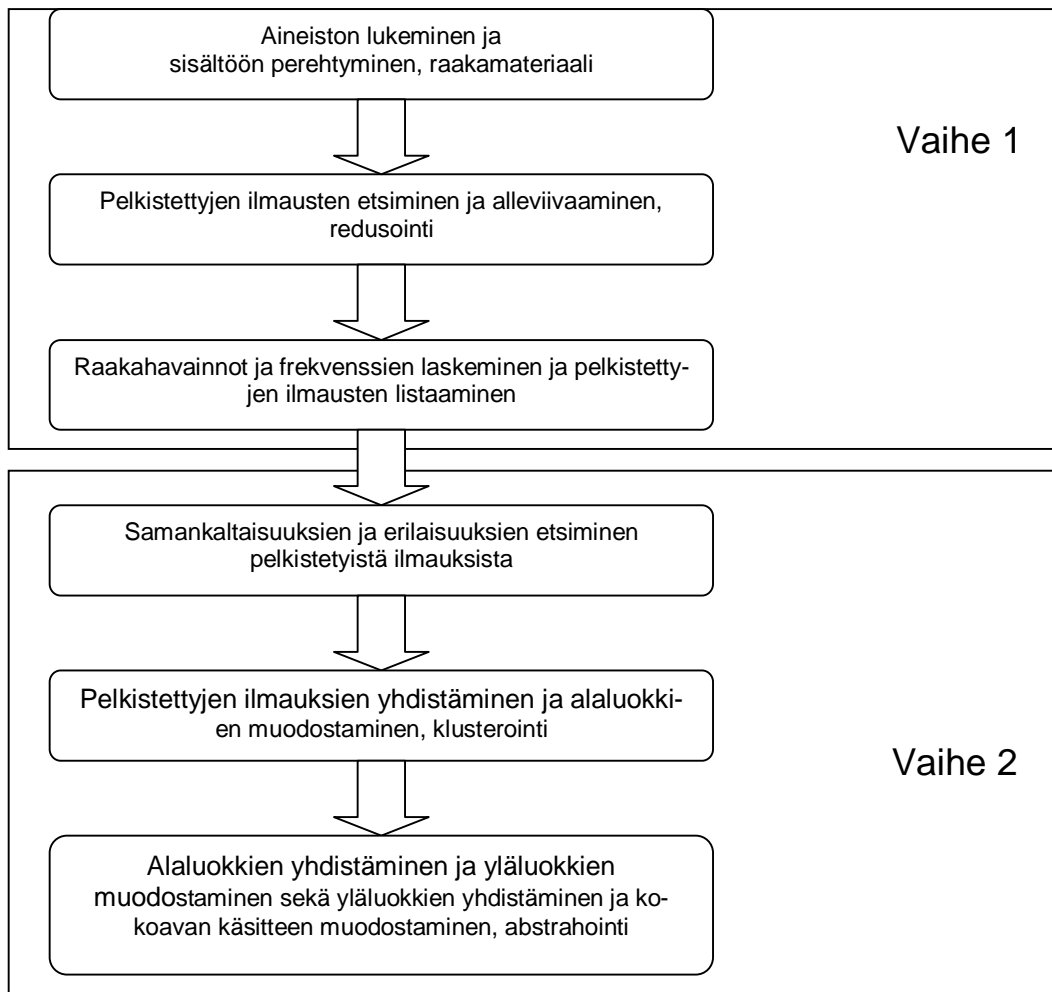 Aineiston lukeminen ja
sisältöön perehtyminen, raakamateriaali
Vaihe 1
Pelkistettyjen ilmausten etsiminen ja alleviivaaminen,
redusointi
Raakahavainnot ja frekvenssien laskeminen ja pelkistetty-
jen ilmausten listaaminen
Samankaltaisuuksien ja erilaisuuksien etsiminen
pelkistetyistä ilmauksista
Pelkistettyjen ilmauksien yhdistäminen ja alaluokki-
en muodostaminen, klusterointi
Vaihe 2
Alaluokkien yhdistäminen ja yläluokkien
muodostaminen sekä yläluokkien yhdistäminen ja ko-
koavan käsitteen muodostaminen, abstrahointi